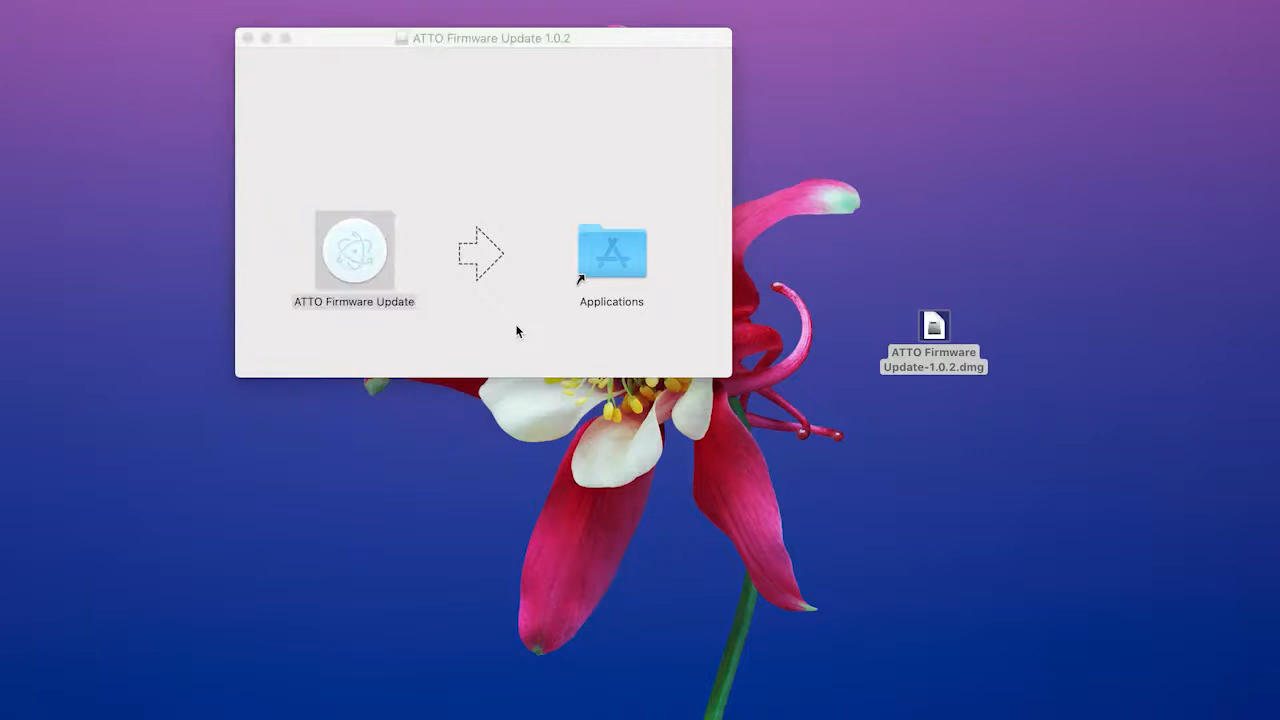 ATTO Firmware Update 1.0.2
ATTO Firmware Update
Applications
ATTO Firmware
Update-1.0.2.dmg